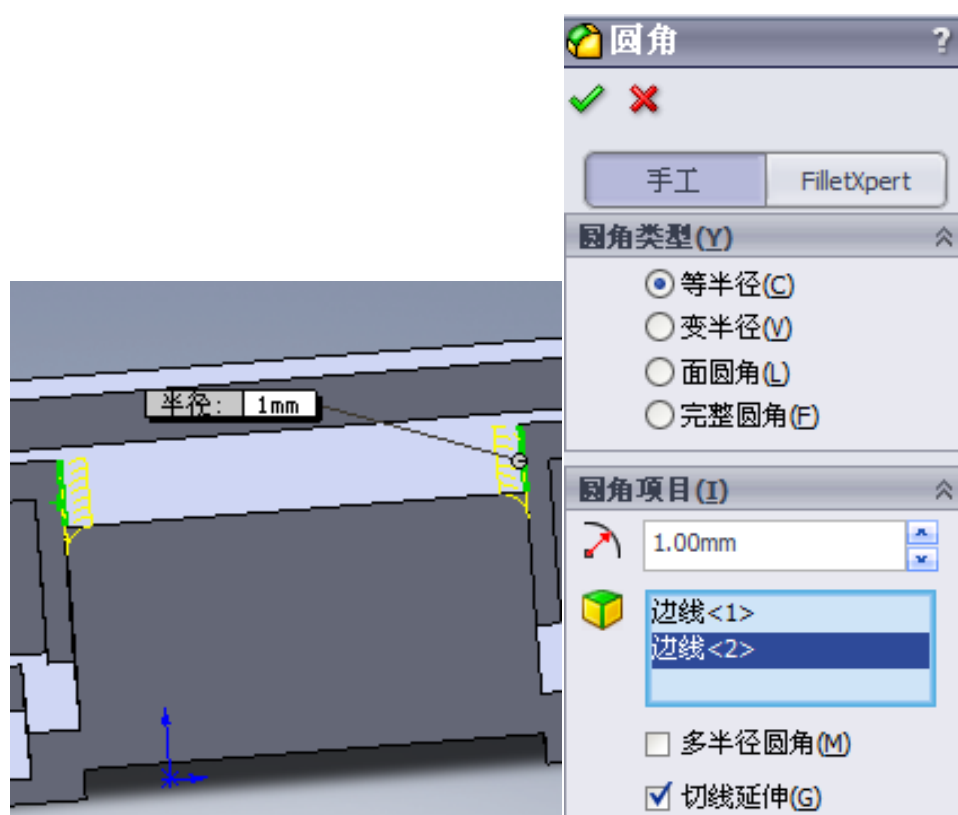 圆角 ?
手工 FilletXpert
圆角类型(Y)
等半径(C)
变半径(V)
面圆角(L)
完整圆角(F)
半径: 1mm
圆角项目(I)
1.00mm
边线<1>
边线<2>
多半径圆角(M)
切线延伸(G)